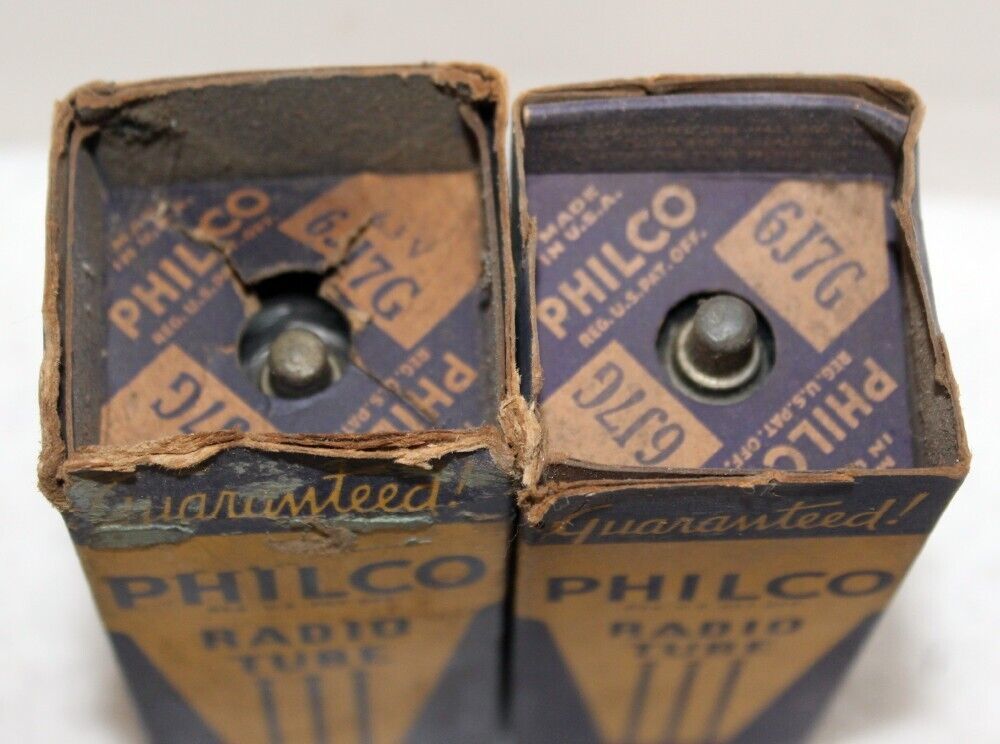 MADE
IN
PHILCO
REG. U.S. PAT. OFF.
6J7G
6J7G
REG. U.S. PAT.
PHILCO
Guaranteed!
PHILCO
RADIO
TUBE
MADE
IN U.S.A.
PHILCO
REG. U.S. PAT. OFF.
6J7G
6J7G
REG. U.S. PAT. OFF.
PHILCO
IN
Guaranteed!
PHILCO
RADIO
TUBE